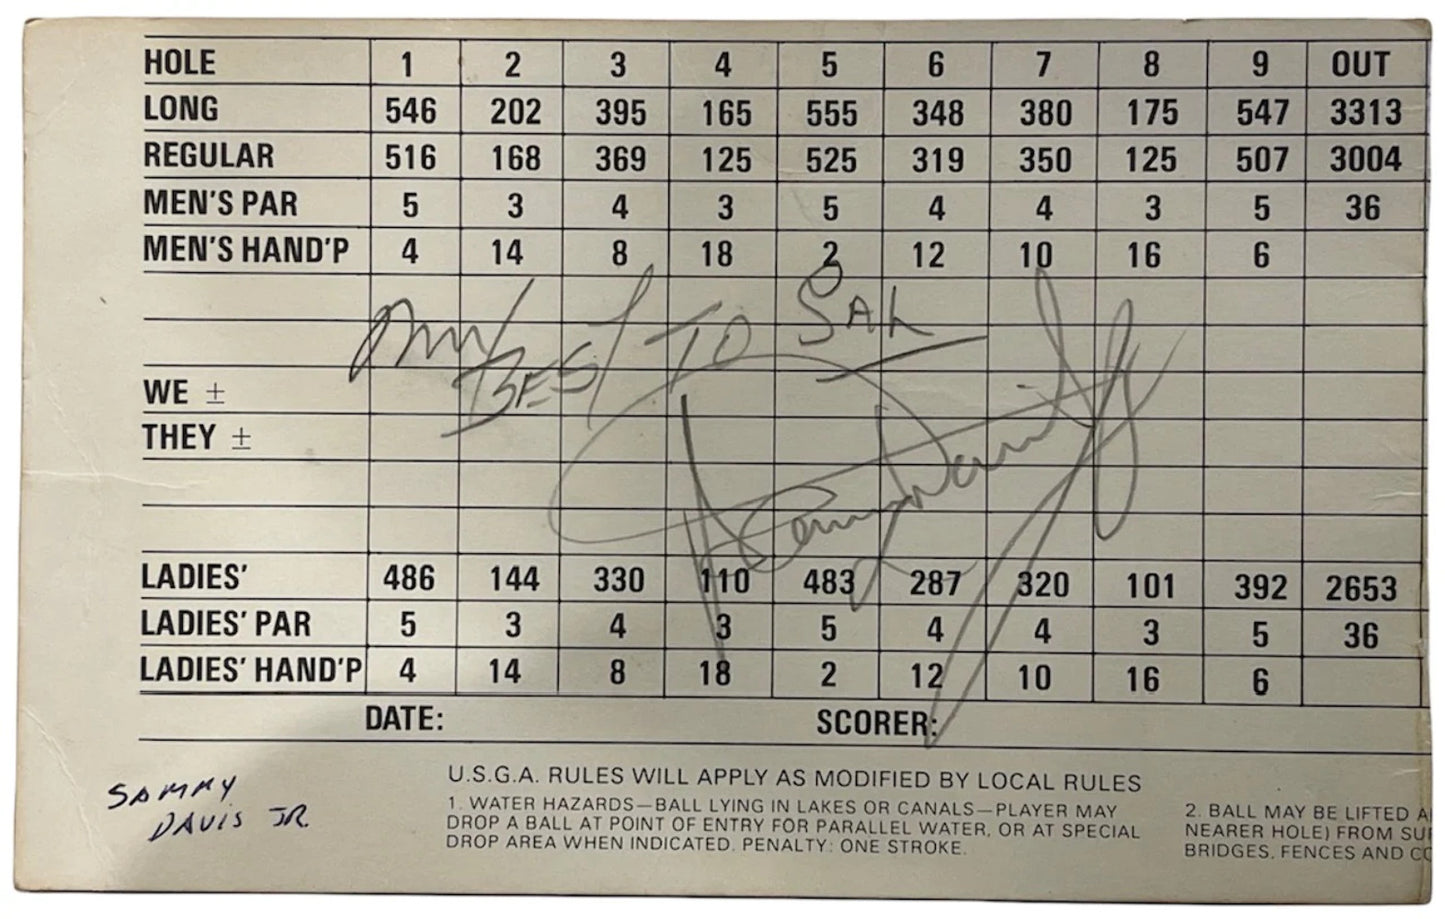 HOLE 1 2 3 4 5 6 7 8 9 OUT
LONG 546 202 395 165 555 348 380 175 547 3313
REGULAR 516 168 369 125 525 319 350 125 507 3004
MEN'S PAR 5 3 4 3 5 4 4 3 5 36
MEN'S HAND'P 4 14 8 18 2 12 10 16 6
My BEST TO SAL
WE ±
THEY ±
Sammy Davis Jr
LADIES' 486 144 330 110 483 287 320 101 392 2653
LADIES' PAR 5 3 4 3 5 4 4 3 5 36
LADIES' HAND'P 4 14 8 18 2 12 10 16 6
DATE: SCORER:
SAMMY
DAVIS JR.
U.S.G.A. RULES WILL APPLY AS MODIFIED BY LOCAL RULES
1. WATER HAZARDS—BALL LYING IN LAKES OR CANALS—PLAYER MAY
DROP A BALL AT POINT OF ENTRY FOR PARALLEL WATER, OR AT SPECIAL
DROP AREA WHEN INDICATED. PENALTY: ONE STROKE.
2. BALL MAY BE LIFTED
NEARER HOLE) FROM
BRIDGES, FENCES AND